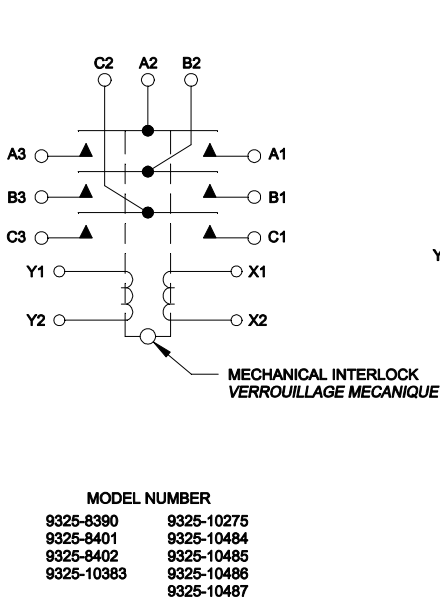 C2 A2 B2
A3 A1
B3 B1
C3 C1
Y
Y1 X1
Y2 X2
MECHANICAL INTERLOCK
VERROUILLAGE MECANIQUE
MODEL NUMBER
9325-8390 9325-10275
9325-8401 9325-10484
9325-8402 9325-10485
9325-10383 9325-10486
9325-10487